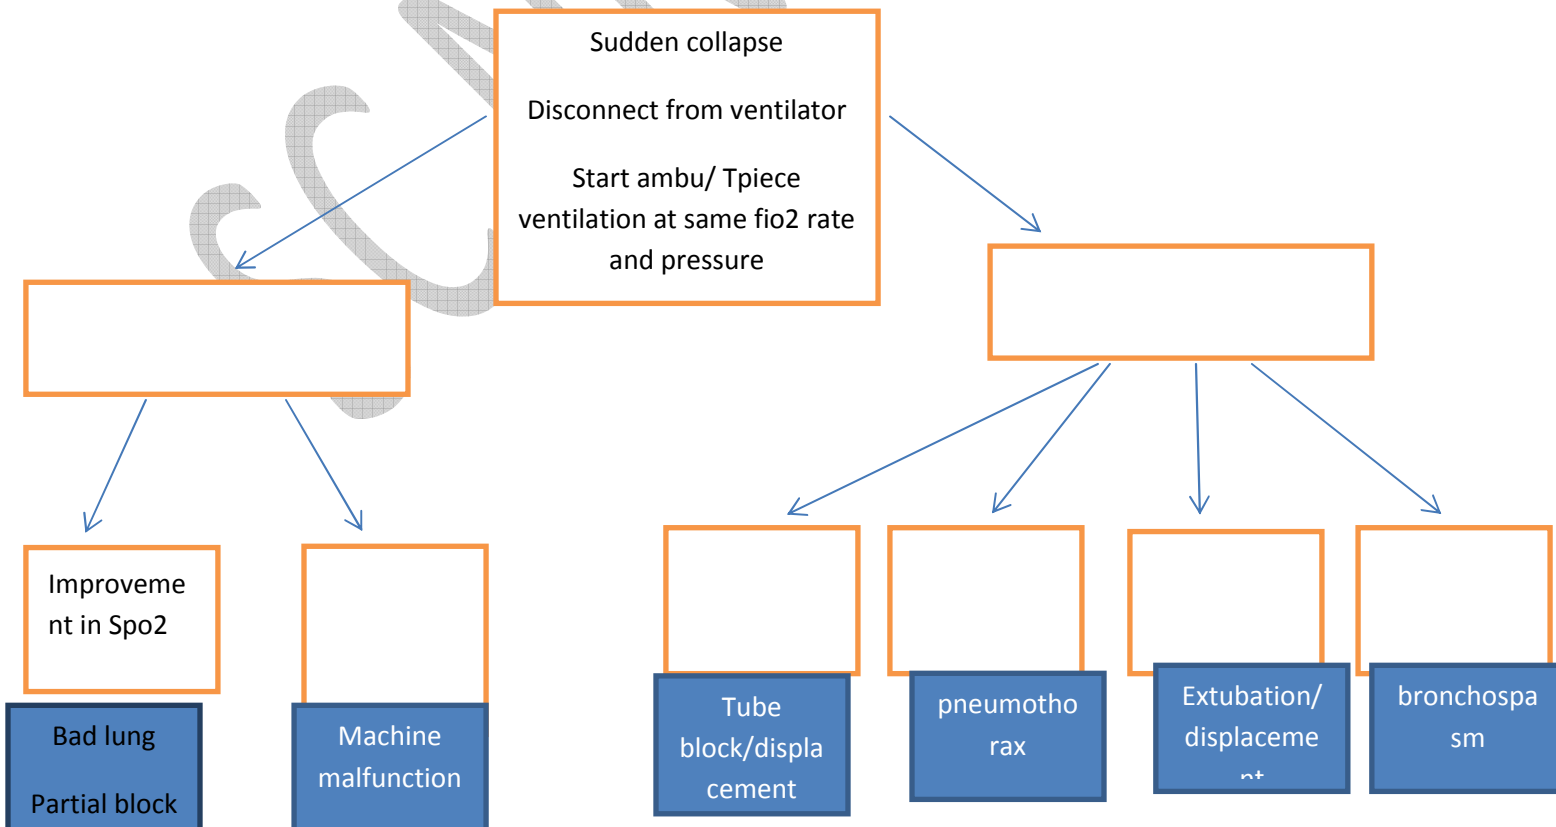 Sudden collapse
Disconnect from ventilator
Start ambu/ Tpiece
ventilation at same fio2 rate
and pressure
Improveme
nt in Spo2
Bad lung
Partial block
Machine
malfunction
Tube
block/displa
cement
pneumotho
rax
Extubation/
displaceme
nt
bronchospa
sm